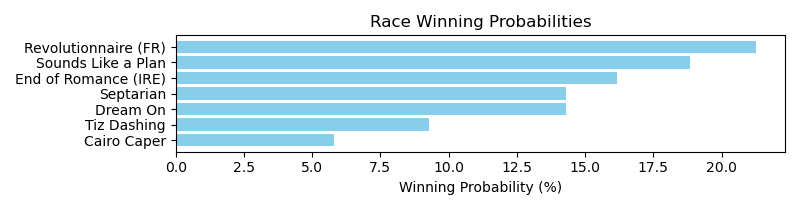 Race Winning Probabilities
Revolutionnaire (FR)
Sounds Like a Plan
End of Romance (IRE)
Septarian
Dream On
Tiz Dashing
Cairo Caper
0.0 2.5 5.0 7.5 10.0 12.5 15.0 17.5 20.0
Winning Probability (%)